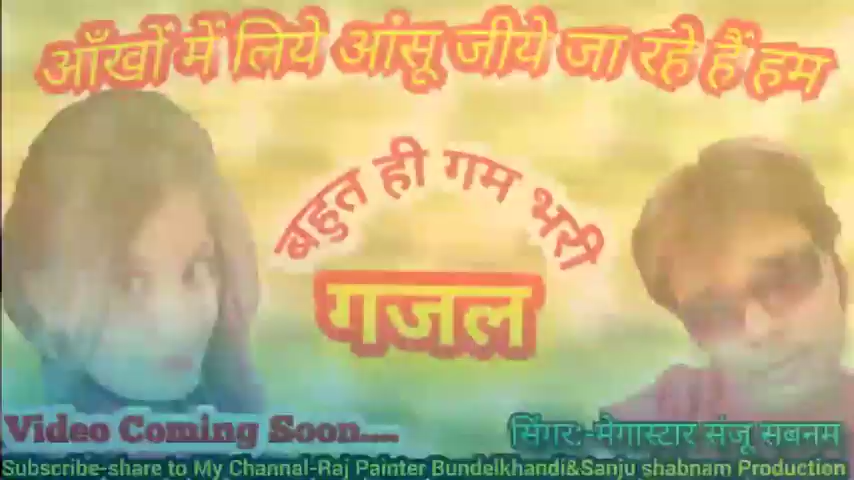 आँखों में लिये आंसू जीये जा रहे हैं हम
बहुत ही गम भरी
गजल
Video Coming Soon....
सिंगर:-मेगास्टार संजू सबनम
Subscribe-share to My Channal-Raj Painter Bundelkhandi&Sanju shabnam Production